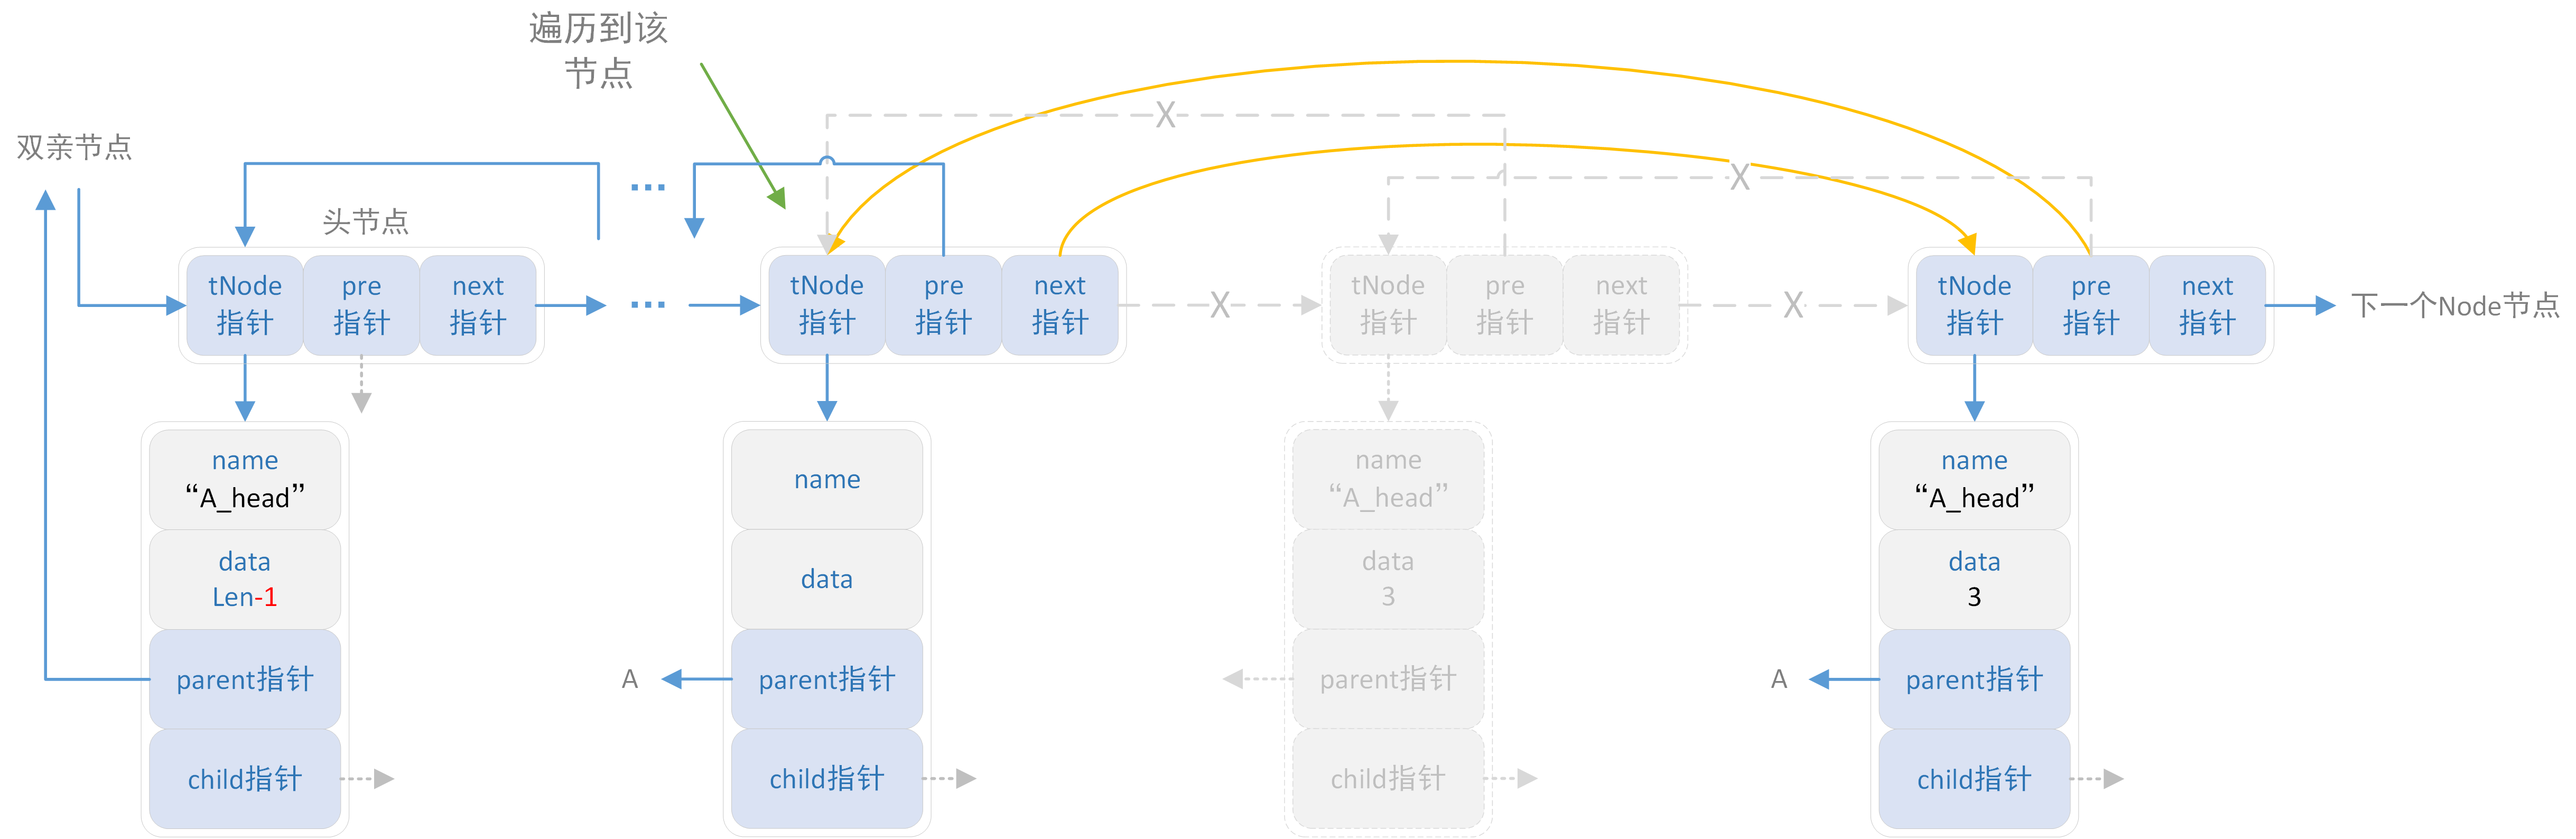 遍历到该
节点
双亲节点
头节点
X
X
tNode
指针
pre
指针
next
指针
...
...
tNode
指针
pre
指针
next
指针
X
tNode
指针
pre
指针
next
指针
X
tNode
指针
pre
指针
next
指针
下一个Node节点
name
“A_head”
data
Len-1
parent指针
child指针
name
data
A
parent指针
child指针
name
“A_head”
data
3
parent指针
child指针
name
“A_head”
data
3
A
parent指针
child指针